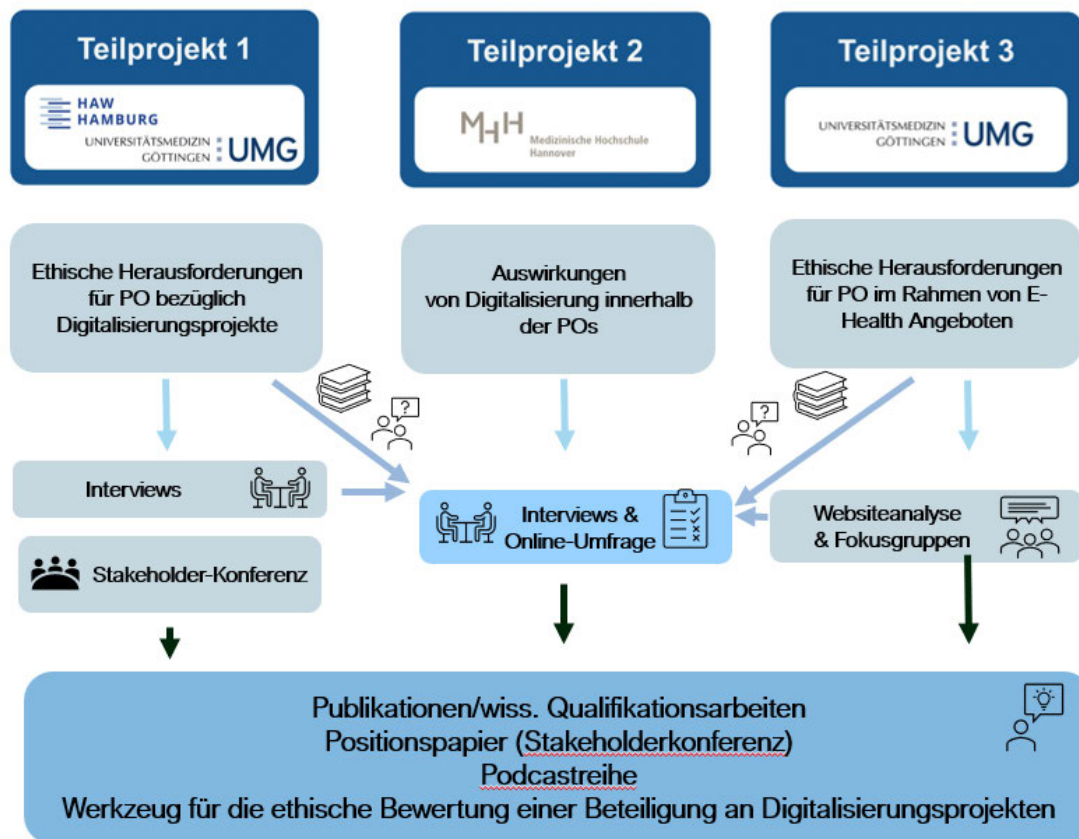 Teilprojekt 1
HAW
HAMBURG
UNIVERSITÄTSMEDIZIN
GÖTTINGEN
UMG
Teilprojekt 2
MHH
Medizinische Hochschule
Hannover
Teilprojekt 3
UNIVERSITÄTSMEDIZIN
GÖTTINGEN
UMG
Ethische Herausforderungen
für PO bezüglich
Digitalisierungsprojekte
Auswirkungen
von Digitalisierung innerhalb
der POs
Ethische Herausforderungen
für PO im Rahmen von E-
Health Angeboten
?
?
Interviews
Stakeholder-Konferenz
Interviews &
Online-Umfrage
Websiteanalyse
& Fokusgruppen
Publikationen/wiss. Qualifikationsarbeiten
Positionspapier (Stakeholderkonferenz)
Podcastreihe
Werkzeug für die ethische Bewertung einer Beteiligung an Digitalisierungsprojekten